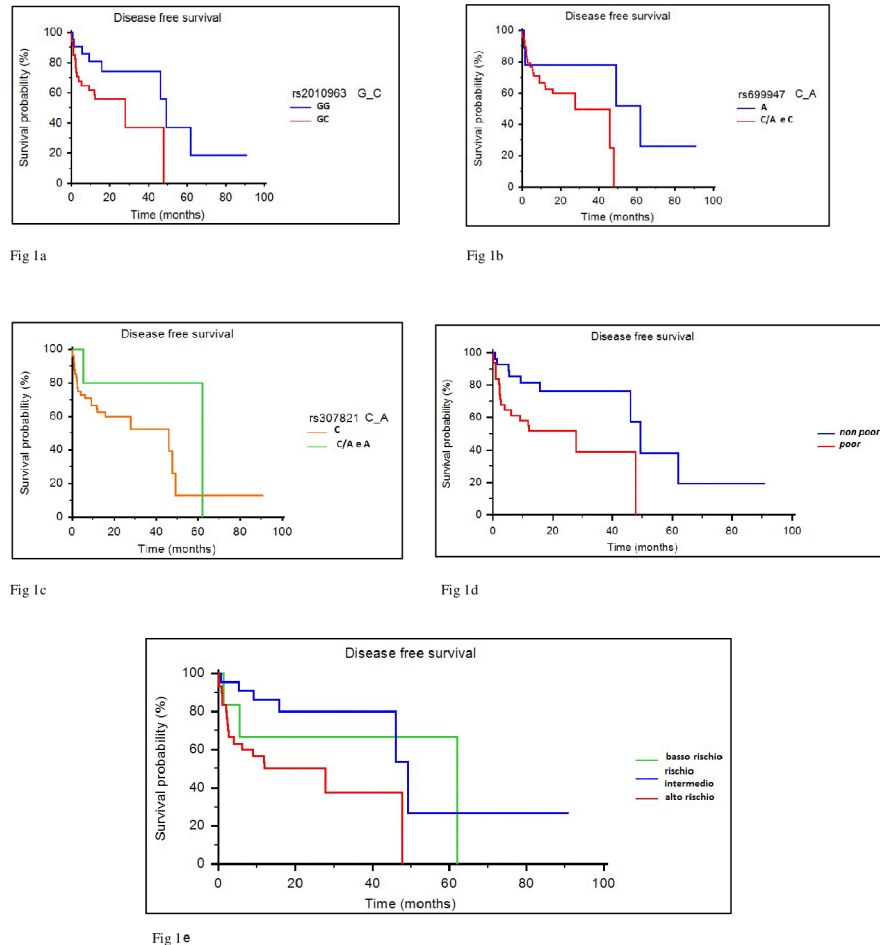 Disease free survival
Survival probability (%)
100
80
60
40
20
0
rs2010963 G_C
GG
GC
0 20 40 60 80 100
Time (months)
Fig 1a
Disease free survival
Survival probability (%)
100
80
60
40
20
0
rs699947 C_A
A
C/A e C
0 20 40 60 80 100
Time (months)
Fig 1b
Disease free survival
Survival probability (%)
100
80
60
40
20
0
rs307821 C_A
C
C/A e A
0 20 40 60 80 100
Time (months)
Fig 1c
Disease free survival
Survival probability (%)
100
80
60
40
20
0
non poor
poor
0 20 40 60 80 100
Time (months)
Fig 1d
Disease free survival
Survival probability (%)
100
80
60
40
20
0
basso rischio
rischio
intermedio
alto rischio
0 20 40 60 80 100
Time (months)
Fig 1e